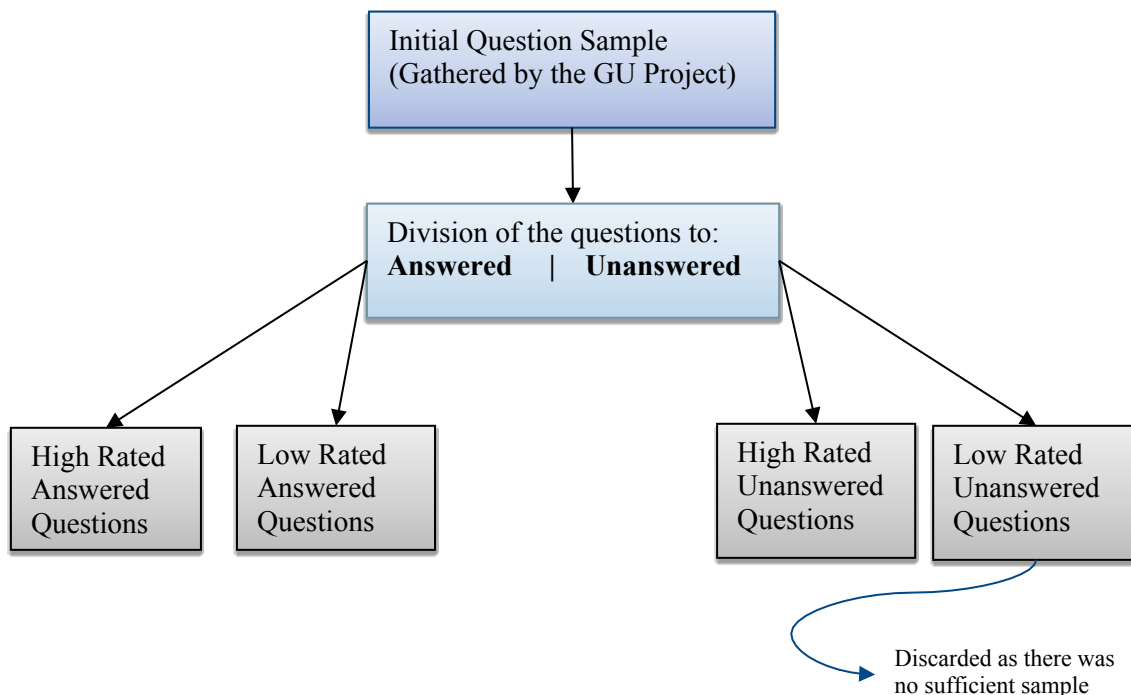 Initial Question Sample
(Gathered by the GU Project)
Division of the questions to:
Answered | Unanswered
High Rated
Answered
Questions
Low Rated
Answered
Questions
High Rated
Unanswered
Questions
Low Rated
Unanswered
Questions
Discarded as there was
no sufficient sample